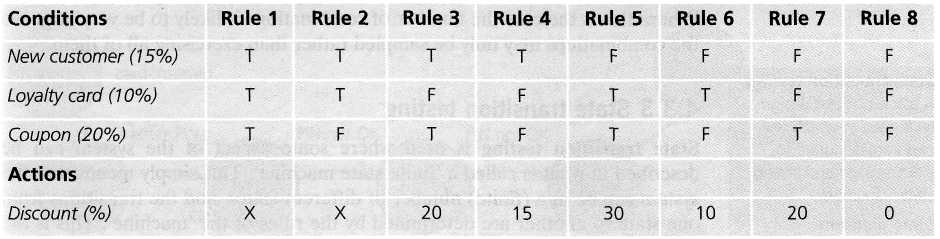 Conditions Rule 1 Rule 2 Rule 3 Rule 4 Rule 5 Rule 6 Rule 7 Rule 8
New customer (15%) T T T T F F F F
Loyalty card (10%) T T F F T T F F
Coupon (20%) T F T F T F T F
Actions
Discount (%) X X 20 15 30 10 20 0